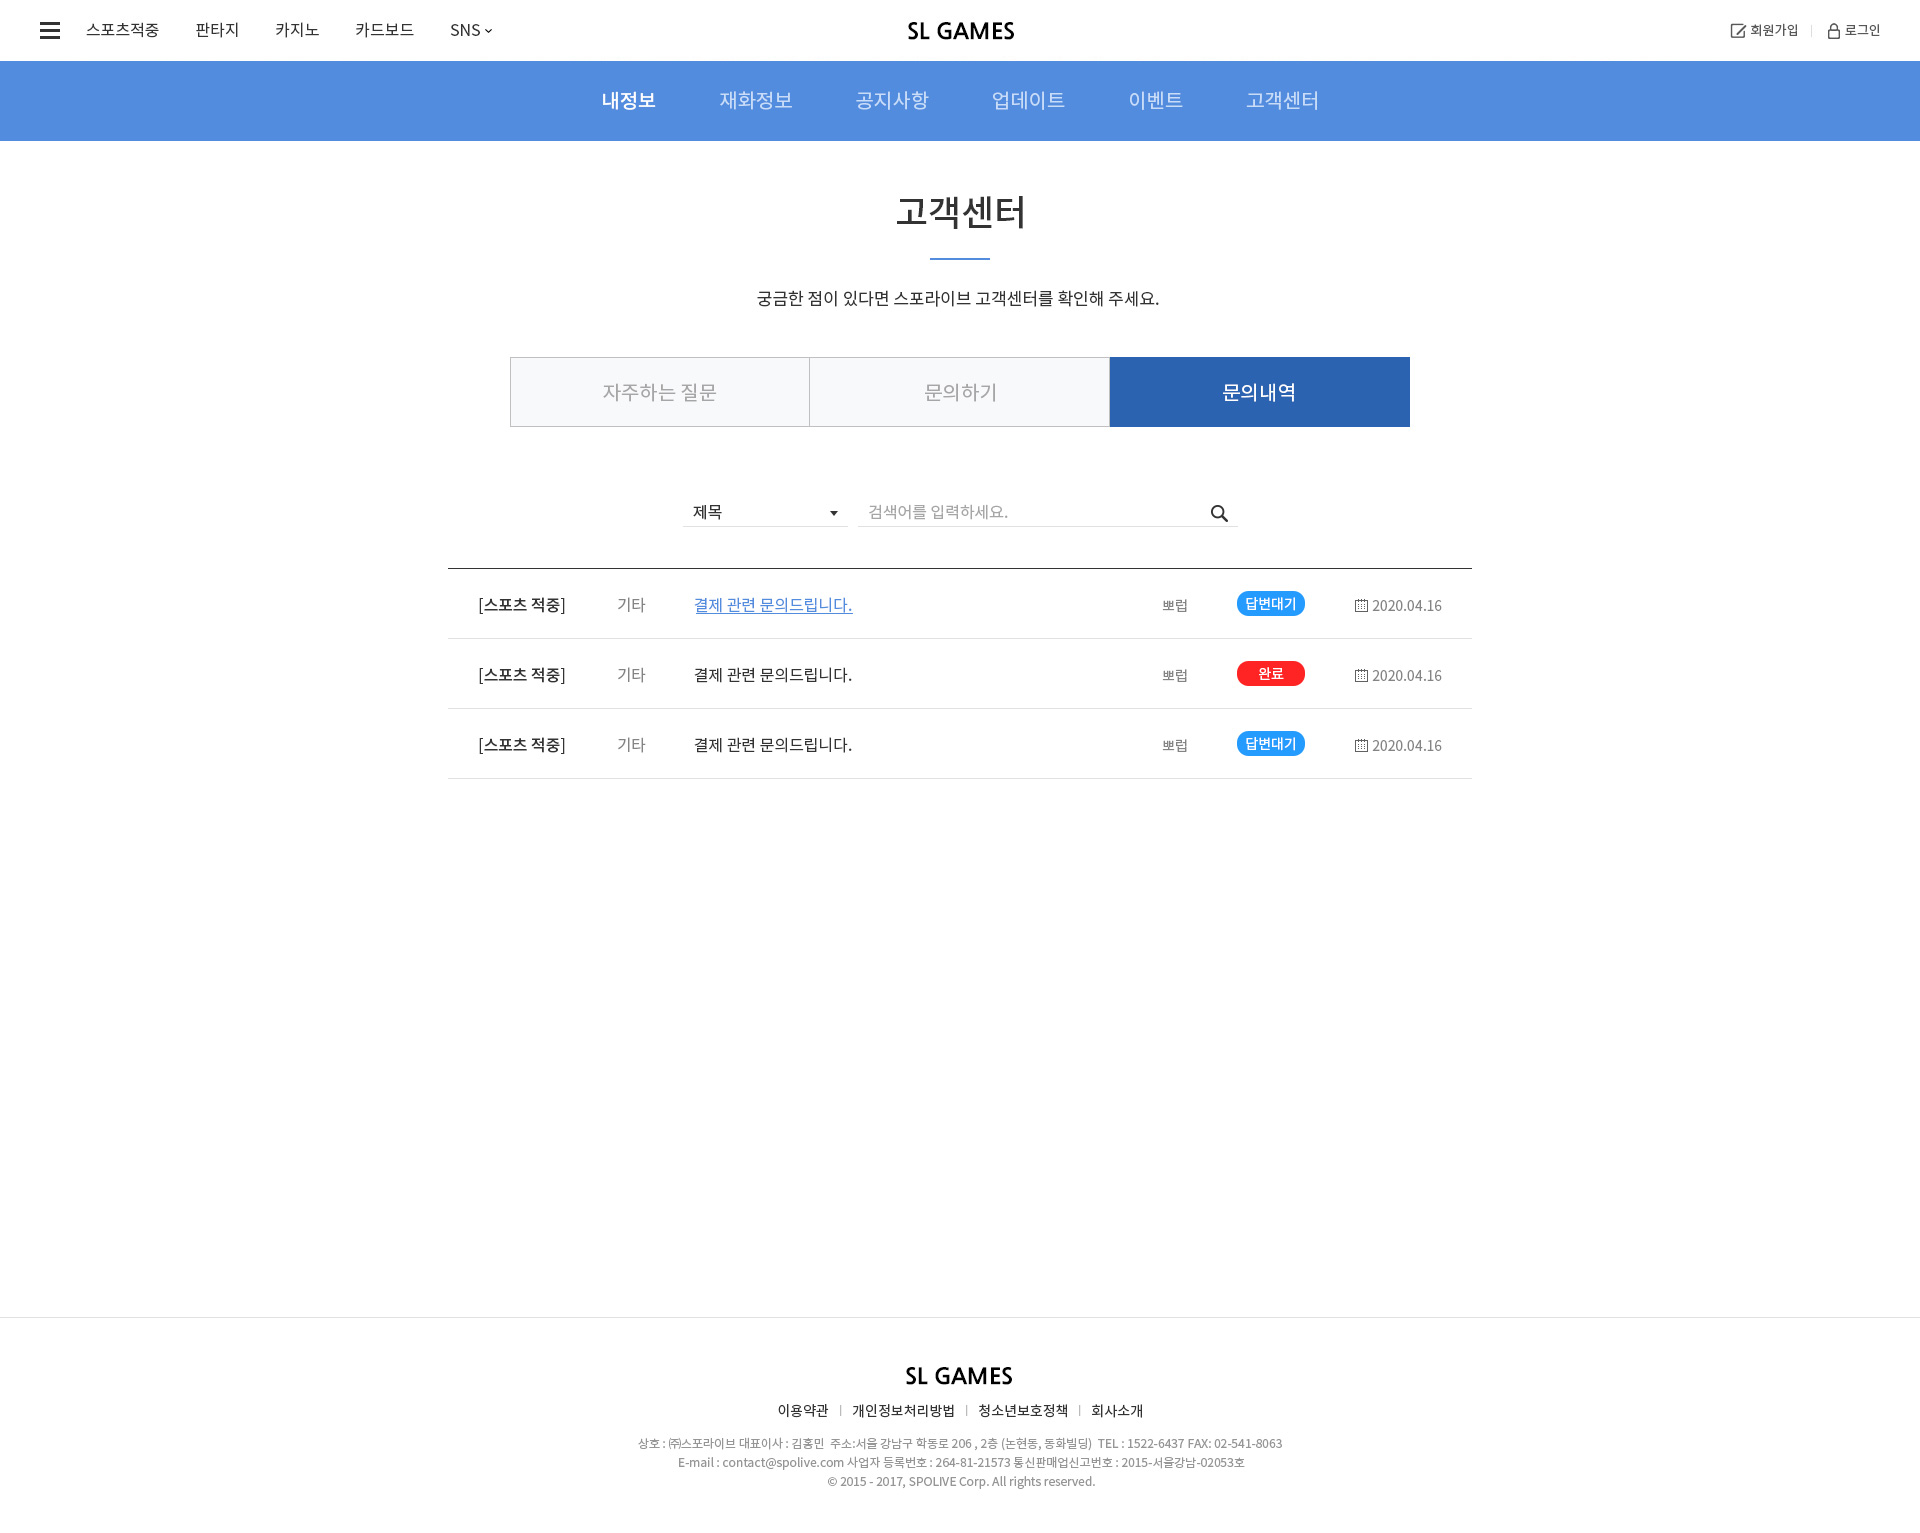 스포츠적중 판타지 카지노 카드보드 SNS SL GAMES 회원가입 로그인
내정보 재화정보 공지사항 업데이트 이벤트 고객센터
고객센터
궁금한 점이 있다면 스포라이브 고객센터를 확인해 주세요.
자주하는 질문 문의하기 문의내역
제목 검색어를 입력하세요.
[스포츠 적중] 기타 결제 관련 문의드립니다. 뽀럽 답변대기 2020.04.16
[스포츠 적중] 기타 결제 관련 문의드립니다. 뽀럽 완료 2020.04.16
[스포츠 적중] 기타 결제 관련 문의드립니다. 뽀럽 답변대기 2020.04.16
SL GAMES
이용약관 | 개인정보처리방법 | 청소년보호정책 | 회사소개
상호 : ㈜스포라이브 대표이사 : 김홍민 주소:서울 강남구 학동로 206 , 2층 (논현동, 동화빌딩) TEL : 1522-6437 FAX: 02-541-8063
E-mail : contact@spolive.com 사업자 등록번호 : 264-81-21573 통신판매업신고번호 : 2015-서울강남-02053호
© 2015 - 2017, SPOLIVE Corp. All rights reserved.